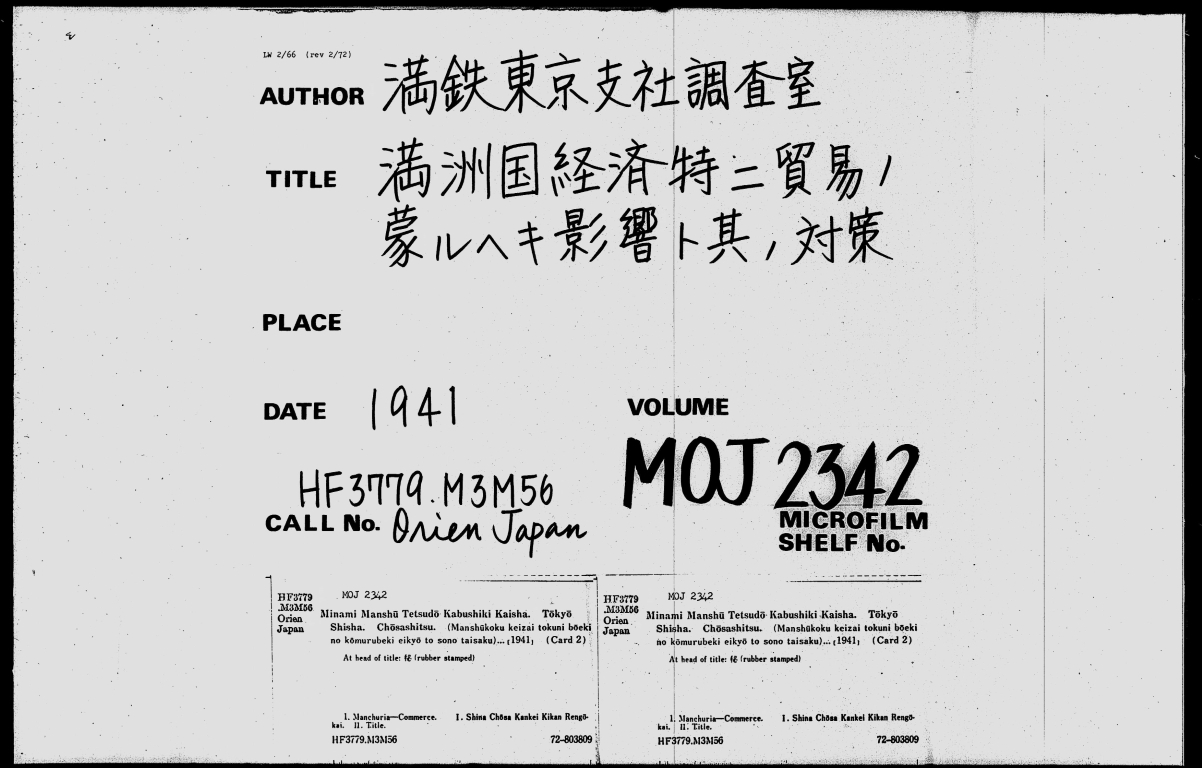 LW 2/66 (rev 2/72)
AUTHOR 満鉄東京支社調査室
TITLE 満洲国経済特ニ貿易ノ
蒙ルヘキ影響ト其ノ対策
PLACE
DATE 1941
VOLUME
MOJ 2342
MICROFILM
SHELF No.
HF3779.M3M56
CALL No. Orien Japan
HF3779
.M3M56
Orien
Japan
MOJ 2342
Minami Manshū Tetsudō Kabushiki Kaisha. Tōkyō
Shisha. Chōsashitsu. (Manshūkoku keizai tokuni bōeki
no kōmurubeki eikyō to sono taisaku)... [1941] (Card 2)
At head of title: 秘 (rubber stamped)
1. Manchuria—Commerce. I. Shina Chōsa Kankei Kikan Rengō-
kai. II. Title.
HF3779.M3M56 72-803809
HF3779
.M3M56
Orien
Japan
MOJ 2342
Minami Manshū Tetsudō Kabushiki Kaisha. Tōkyō
Shisha. Chōsashitsu. (Manshūkoku keizai tokuni bōeki
no kōmurubeki eikyō to sono taisaku)... [1941] (Card 2)
At head of title: 秘 (rubber stamped)
1. Manchuria—Commerce. I. Shina Chōsa Kankei Kikan Rengō-
kai. II. Title.
HF3779.M3M56 72-803809